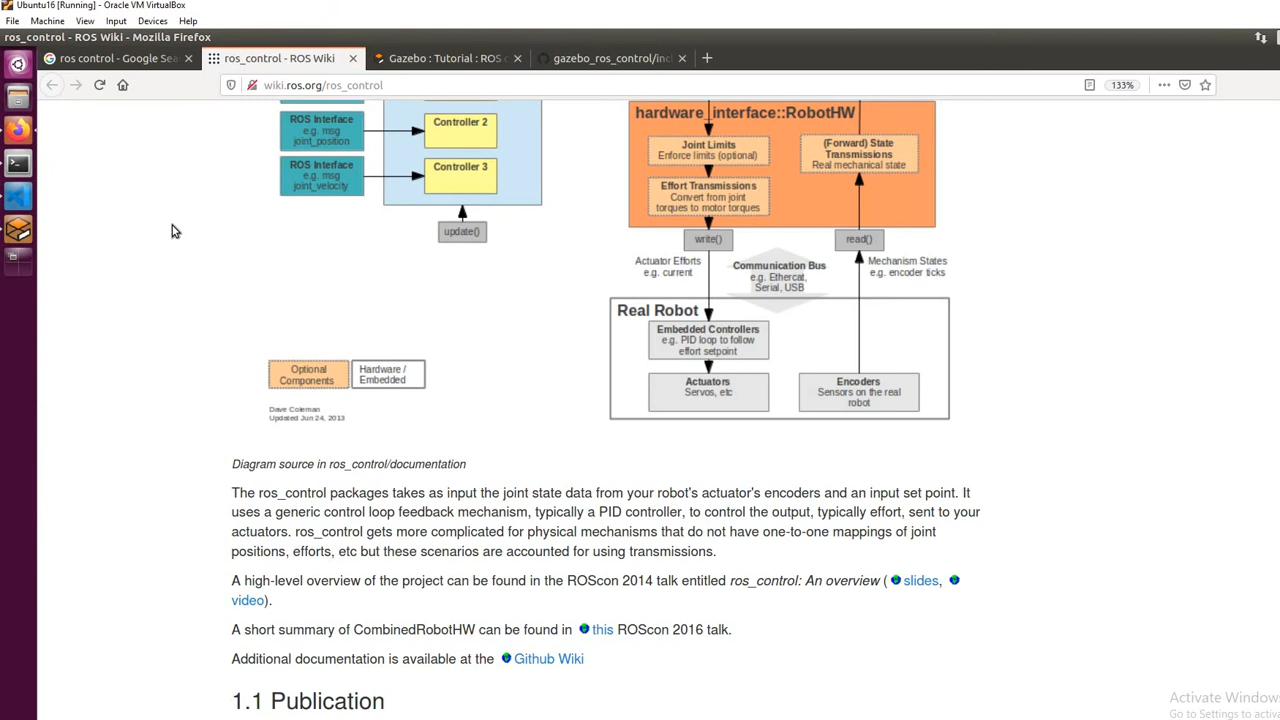 Ubuntu16 [Running] - Oracle VM VirtualBox
File Machine View Input Devices Help
ros_control - ROS Wiki - Mozilla Firefox
ros control - Google Sea
ros_control - ROS Wiki
Gazebo : Tutorial : ROS c
gazebo_ros_control/incl
wiki.ros.org/ros_control
133%
ROS Interface
e.g. msg
joint_position
Controller 2
ROS Interface
e.g. msg
joint_velocity
Controller 3
update()
hardware_interface::RobotHW
Joint Limits
Enforce limits (optional)
(Forward) State
Transmissions
Real mechanical state
Effort Transmissions
Convert from joint
torques to motor torques
write()
read()
Actuator Efforts
e.g. current
Communication Bus
e.g. Ethercat,
Serial, USB
Mechanism States
e.g. encoder ticks
Real Robot
Embedded Controllers
e.g. PID loop to follow
effort setpoint
Actuators
Servos, etc
Encoders
Sensors on the real
robot
Optional
Components
Hardware /
Embedded
Dave Coleman
Updated Jun 24, 2013
Diagram source in ros_control/documentation
The ros_control packages takes as input the joint state data from your robot's actuator's encoders and an input set point. It
uses a generic control loop feedback mechanism, typically a PID controller, to control the output, typically effort, sent to your
actuators. ros_control gets more complicated for physical mechanisms that do not have one-to-one mappings of joint
positions, efforts, etc but these scenarios are accounted for using transmissions.
A high-level overview of the project can be found in the ROScon 2014 talk entitled ros_control: An overview ( slides,
video).
A short summary of CombinedRobotHW can be found in this ROScon 2016 talk.
Additional documentation is available at the Github Wiki
1.1 Publication
Activate Windows
Go to Settings to activa